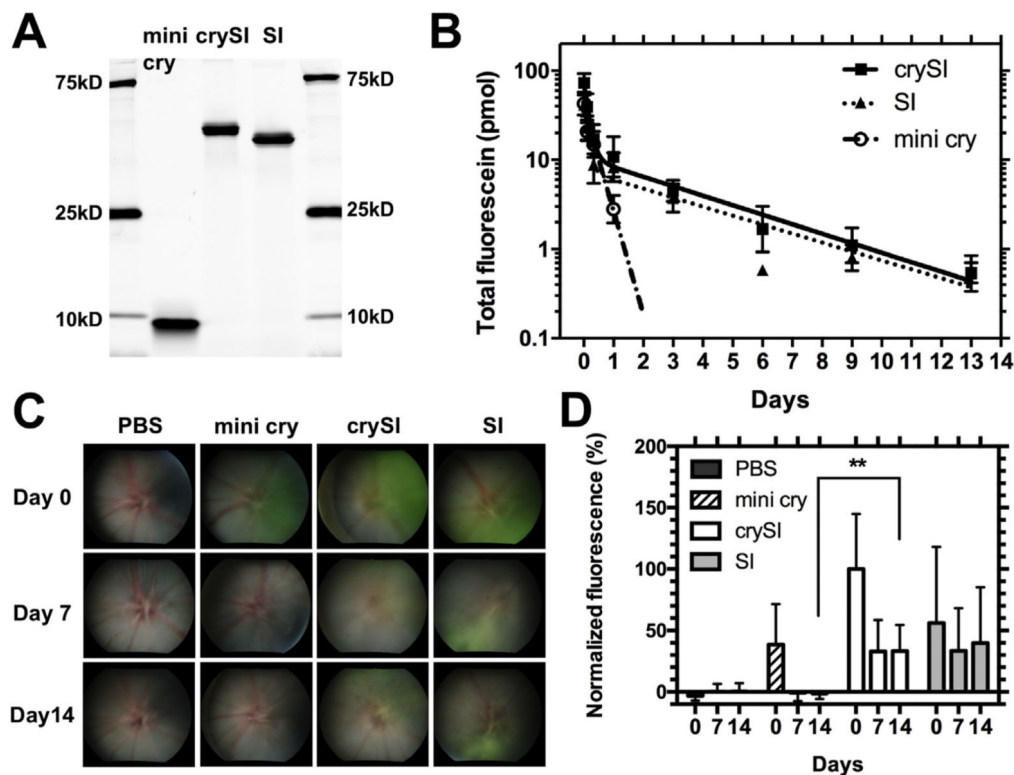 A
mini crySI SI
cry
75kD 75kD
25kD 25kD
10kD 10kD
B
Total fluorescein (pmol)
100
10
1
0.1
crySI
SI
mini cry
0 1 2 3 4 5 6 7 8 9 10 11 12 13 14
Days
C
PBS mini cry crySI SI
Day 0
Day 7
Day14
D
Normalized fluorescence (%)
200
150
100
50
0
PBS
mini cry
crySI
SI
**
0 7 14 0 7 14 0 7 14 0 7 14
Days